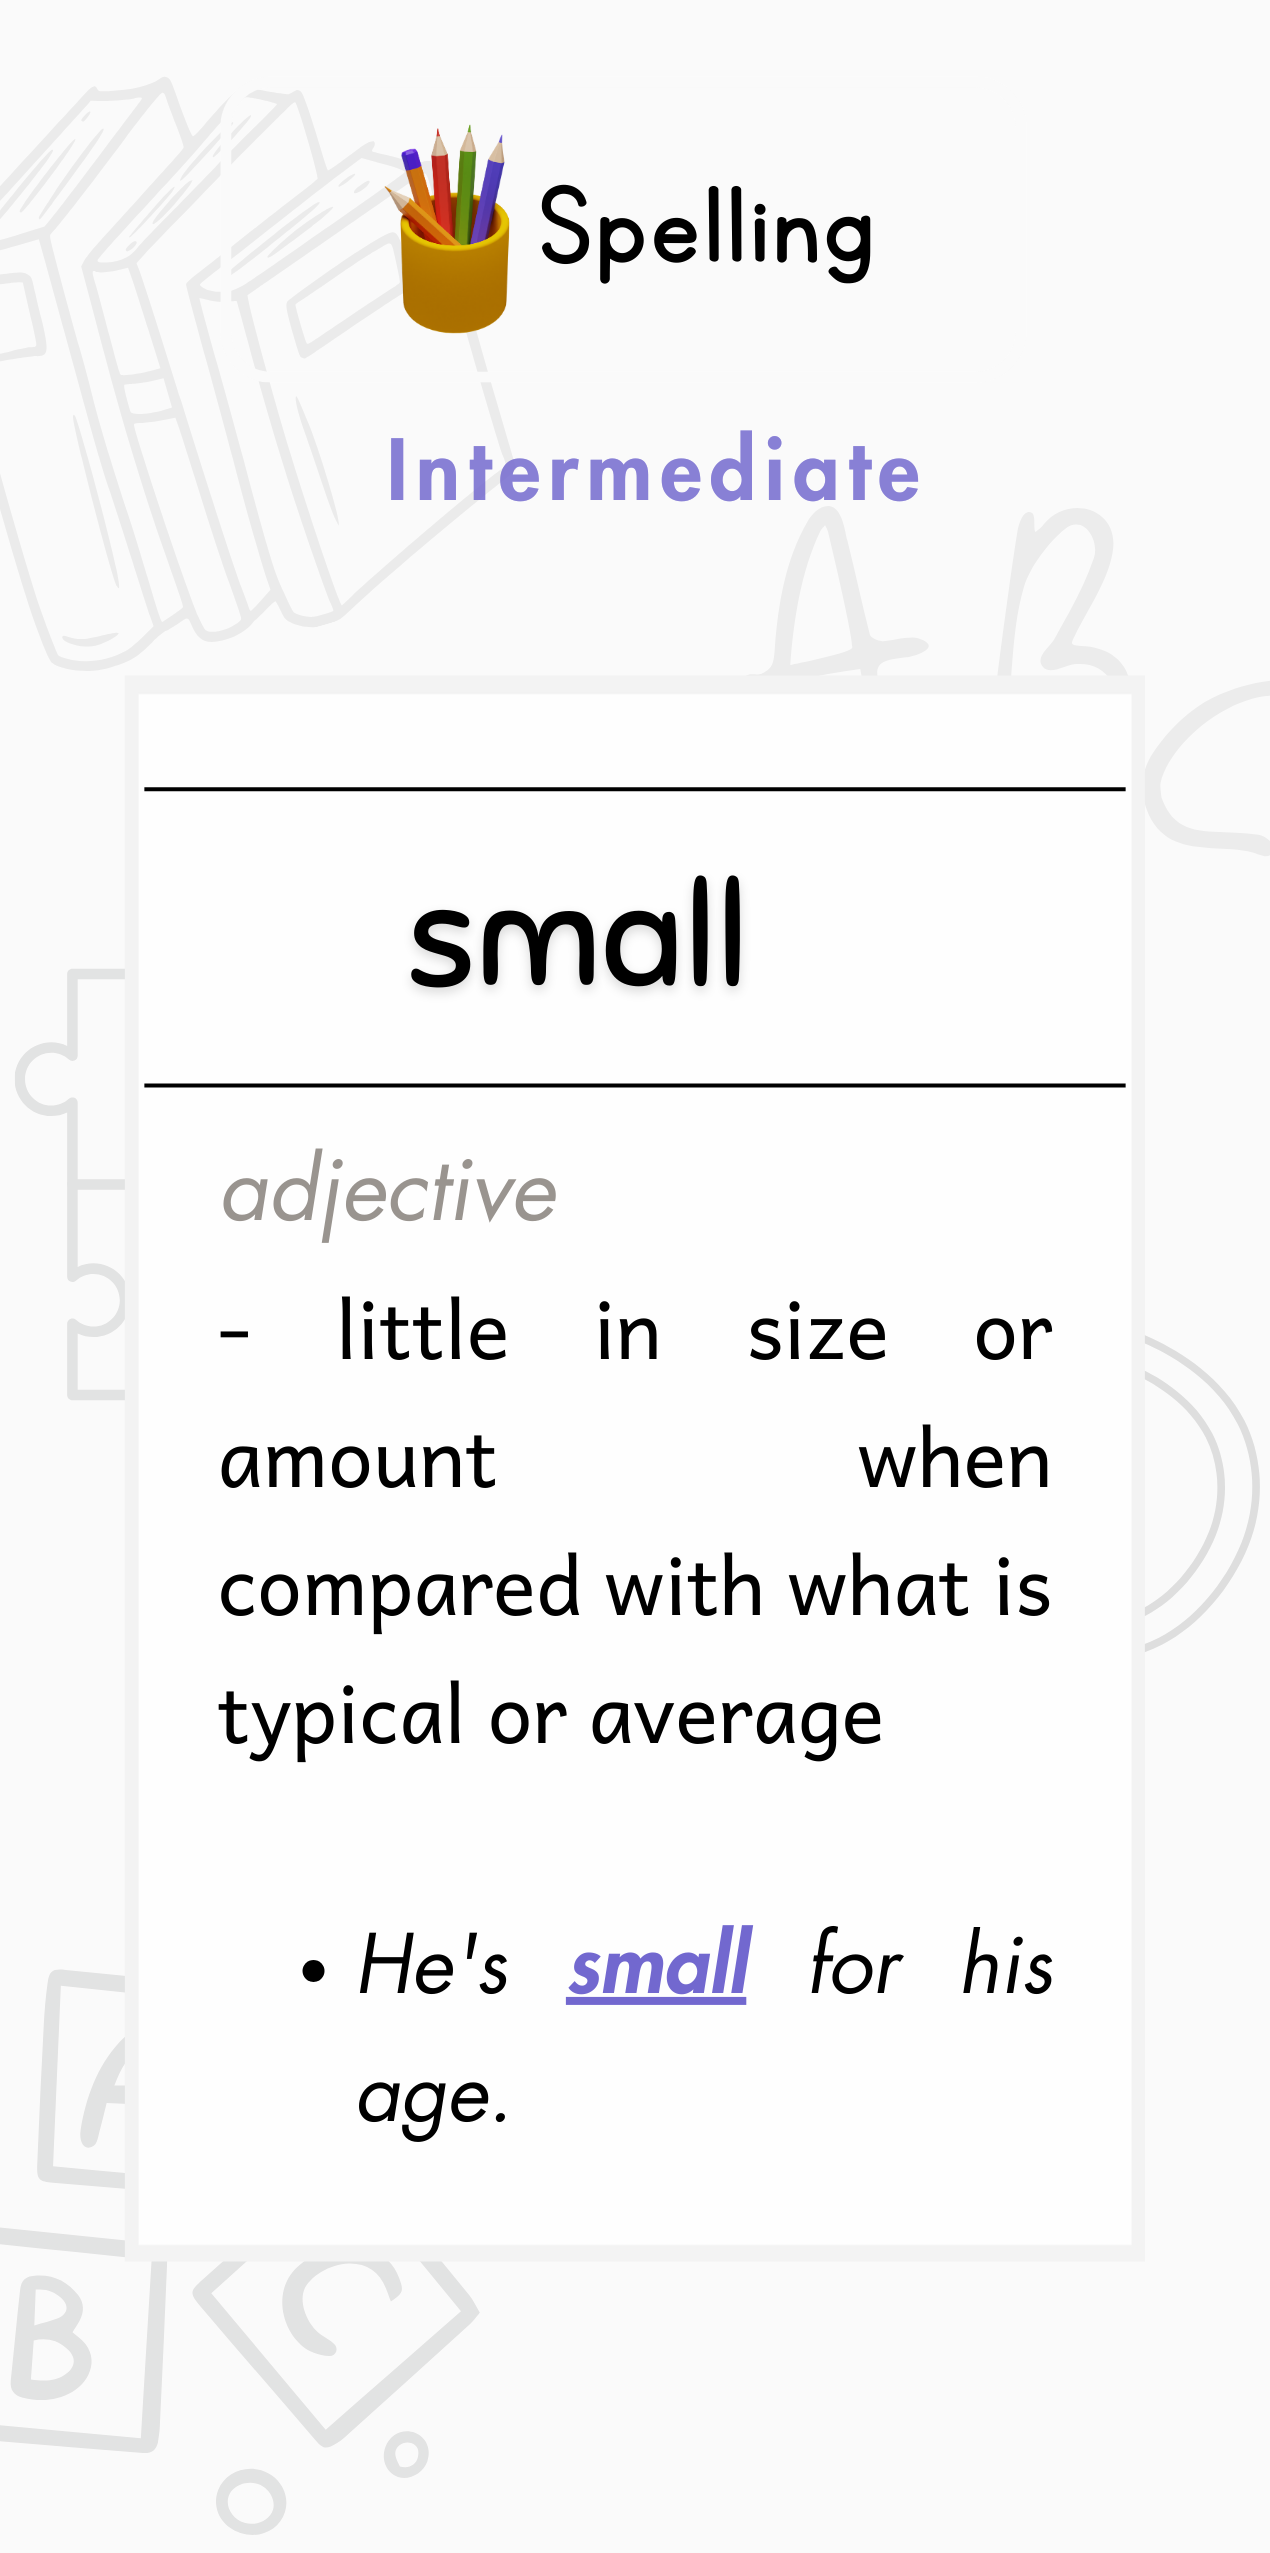 Spelling
Intermediate
A B
small
adjective
- little in size or
amount when
compared with what is
typical or average
• He's small for his
age.
A
B
C